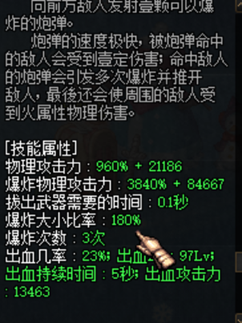 向前方敌人发射壹颗可以爆
炸的炮弹。
炮弹的速度极快，被炮弹命中
的敌人会受到壹定伤害；命中敌人
的炮弹会引发多次爆炸并推开
敌人，最後还会使周围的敌人受
到火属性物理伤害。
[技能属性]
物理攻击力：960% + 21186
爆炸物理攻击力：3840% + 84667
拔出武器需要的时间：0.1秒
爆炸大小比率：180%
爆炸次数：3次
出血几率：23%；出血 97Lv；
出血持续时间：5秒；出血攻击力
：13463